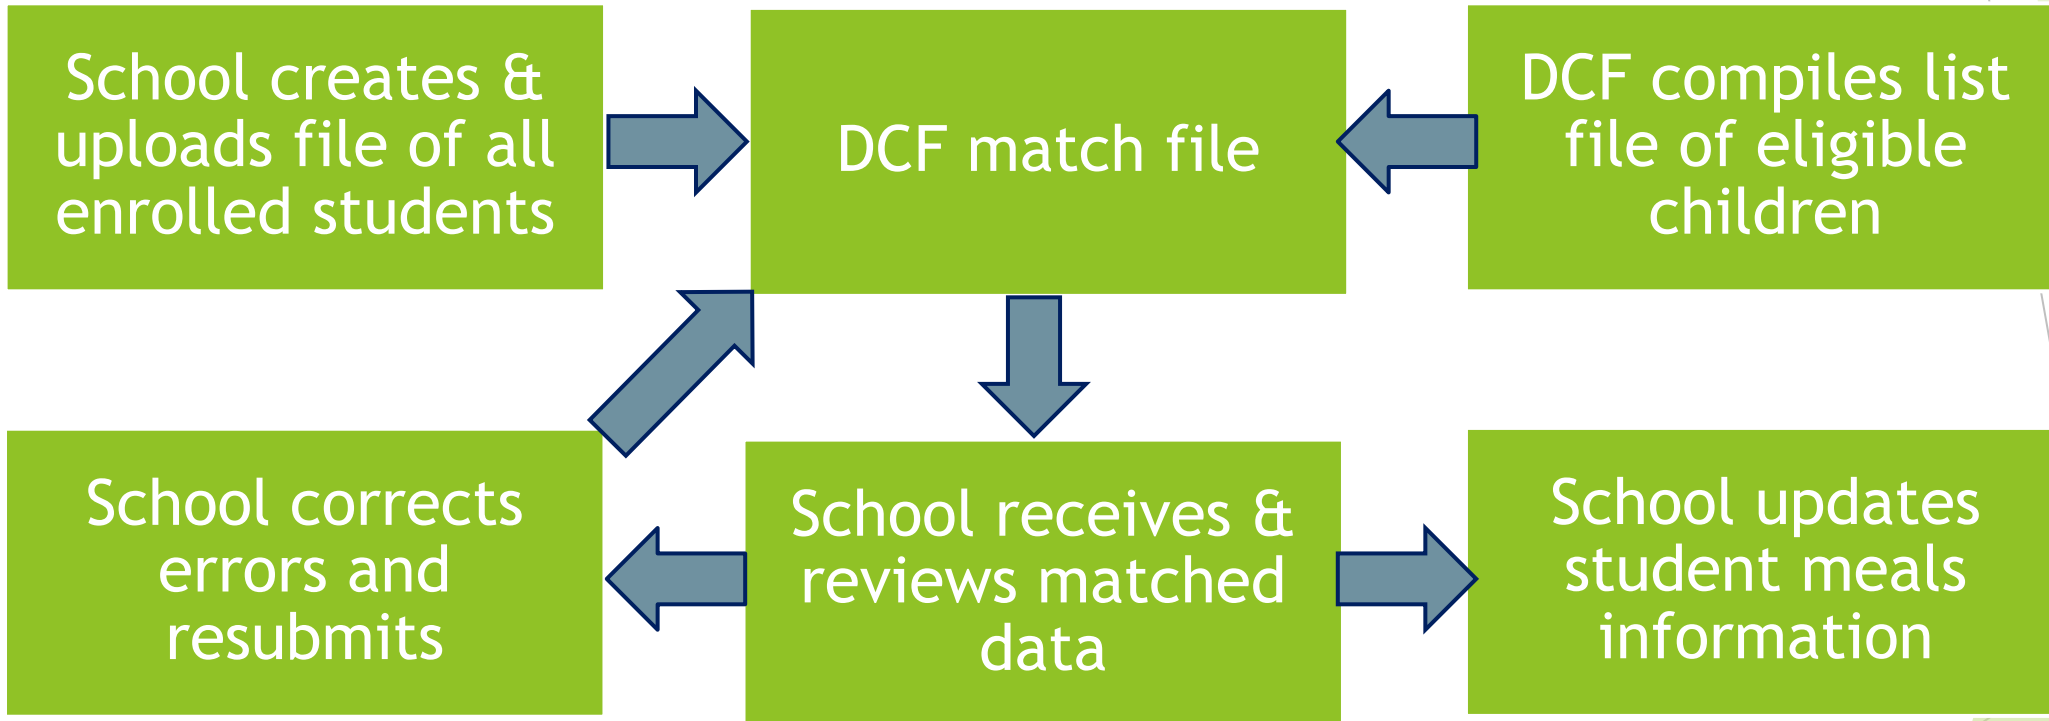 School creates &
uploads file of all
enrolled students
DCF match file
DCF compiles list
file of eligible
children
School corrects
errors and
resubmits
School receives &
reviews matched
data
School updates
student meals
information